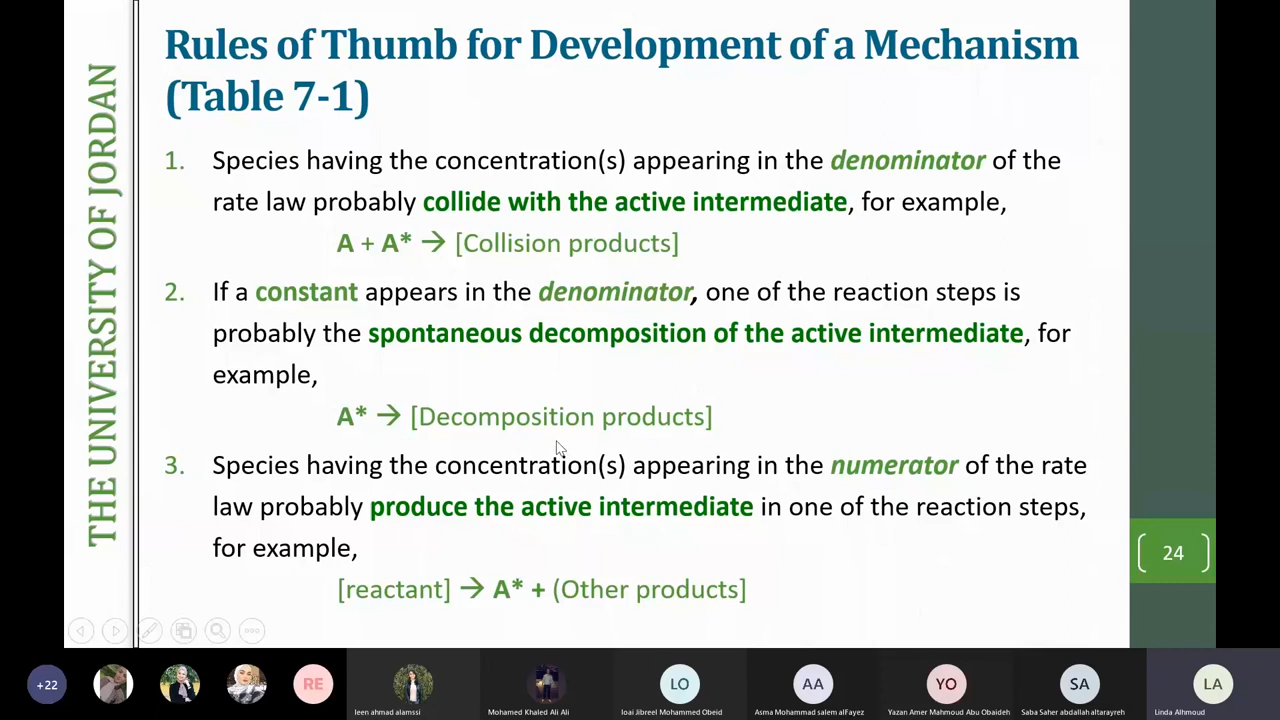 THE UNIVERSITY OF JORDAN
Rules of Thumb for Development of a Mechanism
(Table 7-1)
1. Species having the concentration(s) appearing in the denominator of the
rate law probably collide with the active intermediate, for example,
A + A* → [Collision products]
2. If a constant appears in the denominator, one of the reaction steps is
probably the spontaneous decomposition of the active intermediate, for
example,
A* → [Decomposition products]
3. Species having the concentration(s) appearing in the numerator of the rate
law probably produce the active intermediate in one of the reaction steps,
for example,
[reactant] → A* + (Other products]
24
+22
RE
leen ahmad alamssi
Mohamed Khaled Ali Ali
LO
loai Jibreel Mohammed Obeid
AA
Asma Mohammad salem alFayez
YO
Yazan Amer Mahmoud Abu Obaideh
SA
Saba Saher abdallah altarayreh
LA
Linda Alhmoud